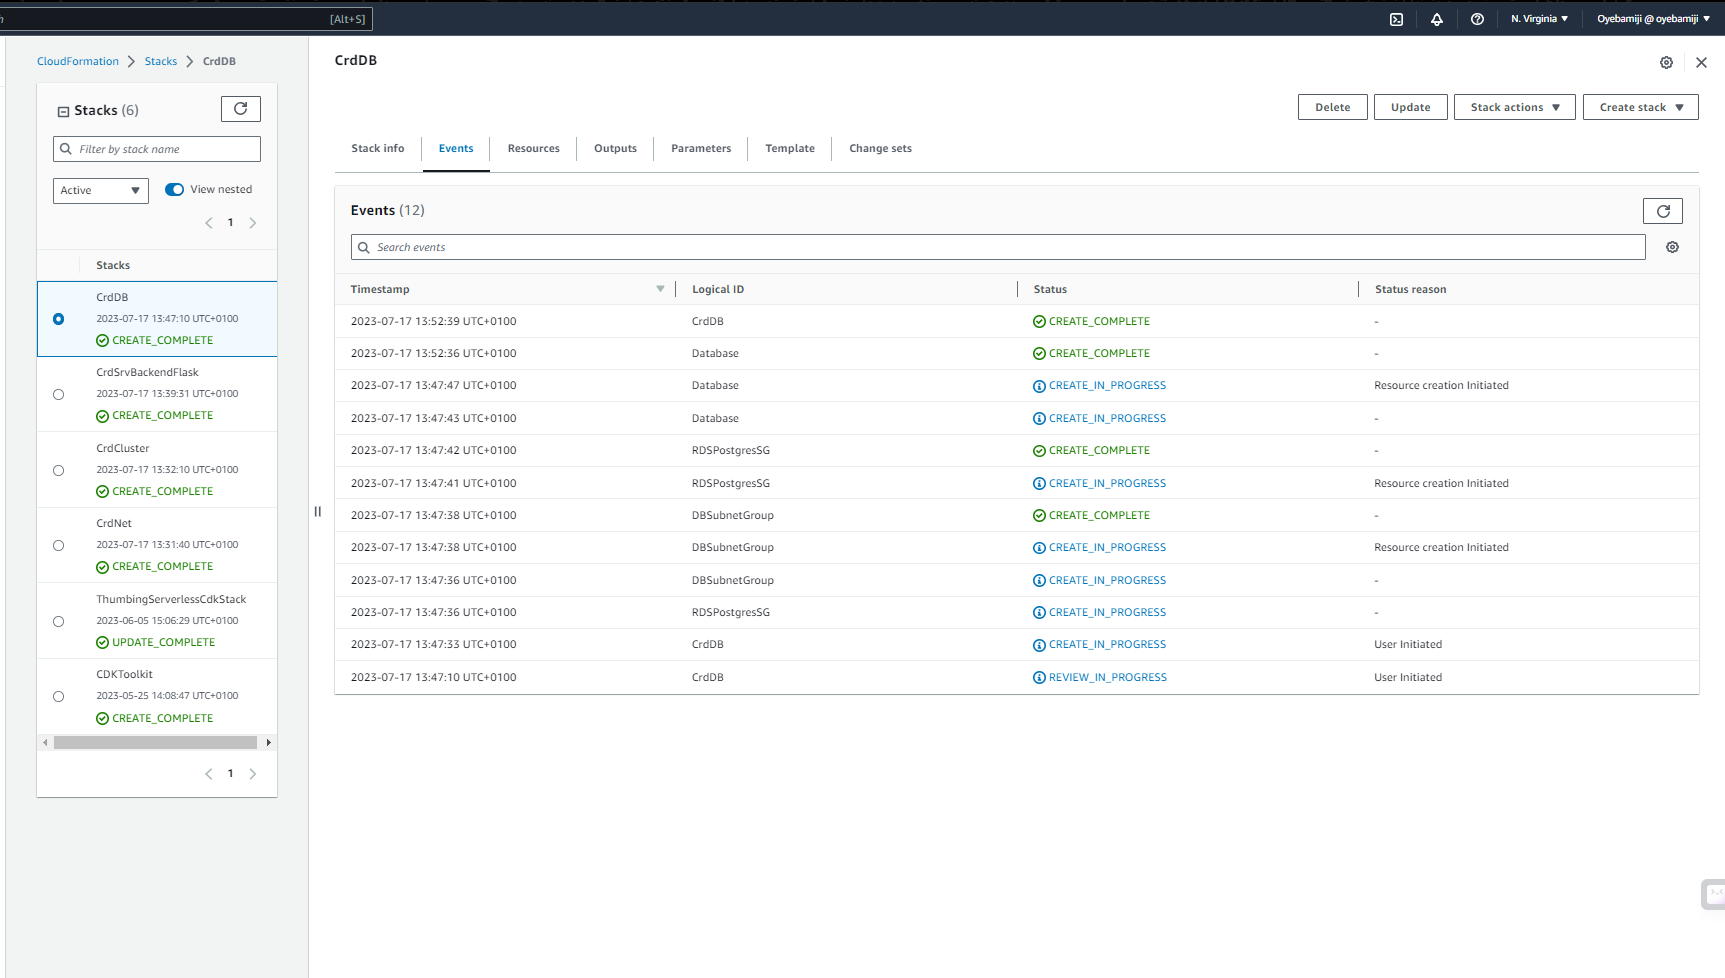 [Alt+S]
N. Virginia
Oyebamiji @ oyebamiji
CloudFormation
Stacks
CrdDB
Stacks (6)
Filter by stack name
Active
View nested
1
Stacks
CrdDB
2023-07-17 13:47:10 UTC+0100
CREATE_COMPLETE
CrdSrvBackendFlask
2023-07-17 13:39:31 UTC+0100
CREATE_COMPLETE
CrdCluster
2023-07-17 13:32:10 UTC+0100
CREATE_COMPLETE
CrdNet
2023-07-17 13:31:40 UTC+0100
CREATE_COMPLETE
ThumbingServerlessCdkStack
2023-06-05 15:06:29 UTC+0100
UPDATE_COMPLETE
CDKToolkit
2023-05-25 14:08:47 UTC+0100
CREATE_COMPLETE
1
CrdDB
Delete
Update
Stack actions
Create stack
Stack info
Events
Resources
Outputs
Parameters
Template
Change sets
Events (12)
Search events
Timestamp Logical ID Status Status reason
2023-07-17 13:52:39 UTC+0100 CrdDB CREATE_COMPLETE -
2023-07-17 13:52:36 UTC+0100 Database CREATE_COMPLETE -
2023-07-17 13:47:47 UTC+0100 Database CREATE_IN_PROGRESS Resource creation Initiated
2023-07-17 13:47:43 UTC+0100 Database CREATE_IN_PROGRESS -
2023-07-17 13:47:42 UTC+0100 RDSPostgresSG CREATE_COMPLETE -
2023-07-17 13:47:41 UTC+0100 RDSPostgresSG CREATE_IN_PROGRESS Resource creation Initiated
2023-07-17 13:47:38 UTC+0100 DBSubnetGroup CREATE_COMPLETE -
2023-07-17 13:47:38 UTC+0100 DBSubnetGroup CREATE_IN_PROGRESS Resource creation Initiated
2023-07-17 13:47:36 UTC+0100 DBSubnetGroup CREATE_IN_PROGRESS -
2023-07-17 13:47:36 UTC+0100 RDSPostgresSG CREATE_IN_PROGRESS -
2023-07-17 13:47:33 UTC+0100 CrdDB CREATE_IN_PROGRESS User Initiated
2023-07-17 13:47:10 UTC+0100 CrdDB REVIEW_IN_PROGRESS User Initiated